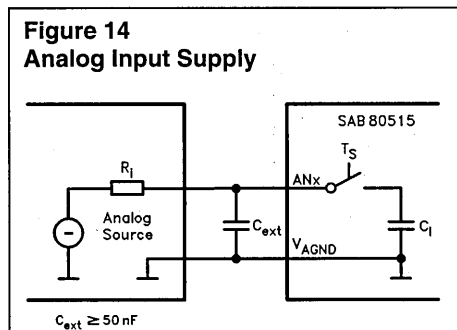 Figure 14
Analog Input Supply
SAB 80515
Ri
TS
ANx
Analog
Source
Cext
CI
VAGND
Cext ≥ 50 nF